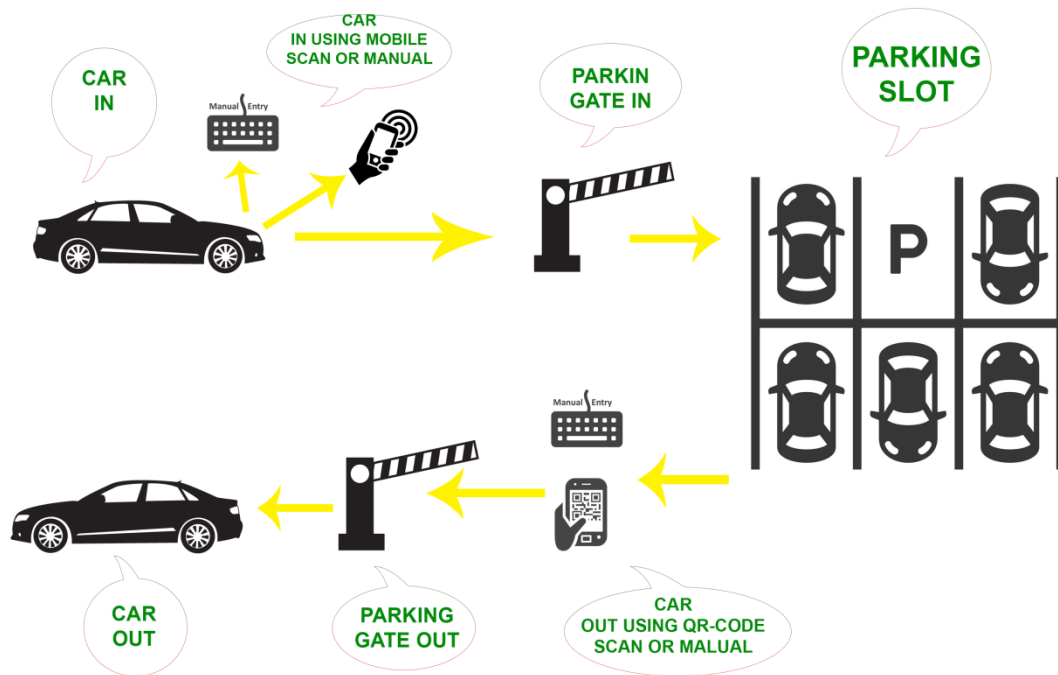 CAR
IN
CAR
IN USING MOBILE
SCAN OR MANUAL
Manual Entry
PARKIN
GATE IN
PARKING
SLOT
P
Manual Entry
CAR
OUT
PARKING
GATE OUT
CAR
OUT USING QR-CODE
SCAN OR MALUAL